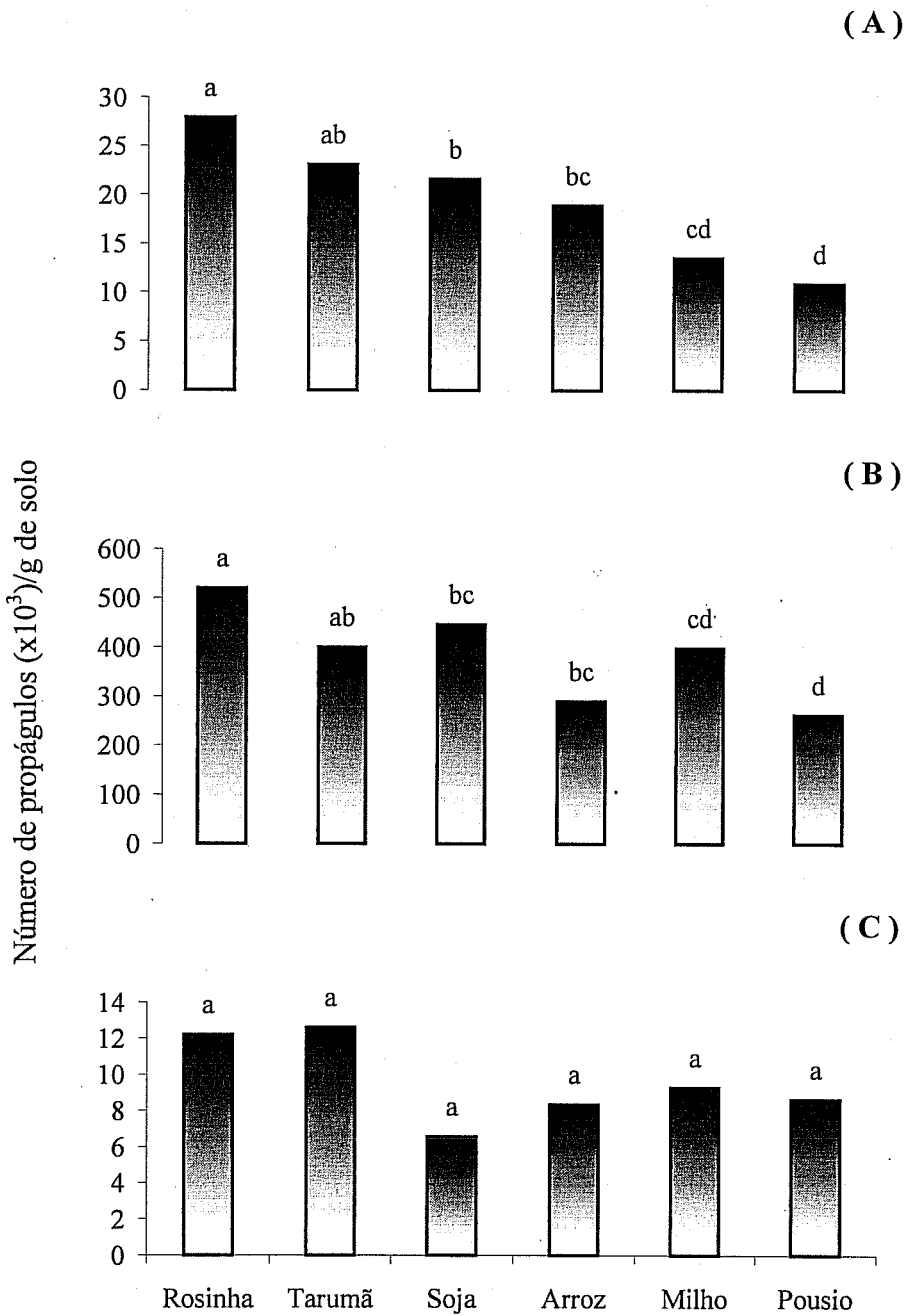 ( A )
a
ab
b
bc
cd
d
30
25
20
15
10
5
0
( B )
Número de propágulos (x10³)/g de solo
a
ab
bc
bc
cd
d
600
500
400
300
200
100
0
( C )
a
a
a
a
a
a
14
12
10
8
6
4
2
0
Rosinha Tarumã Soja Arroz Milho Pousio